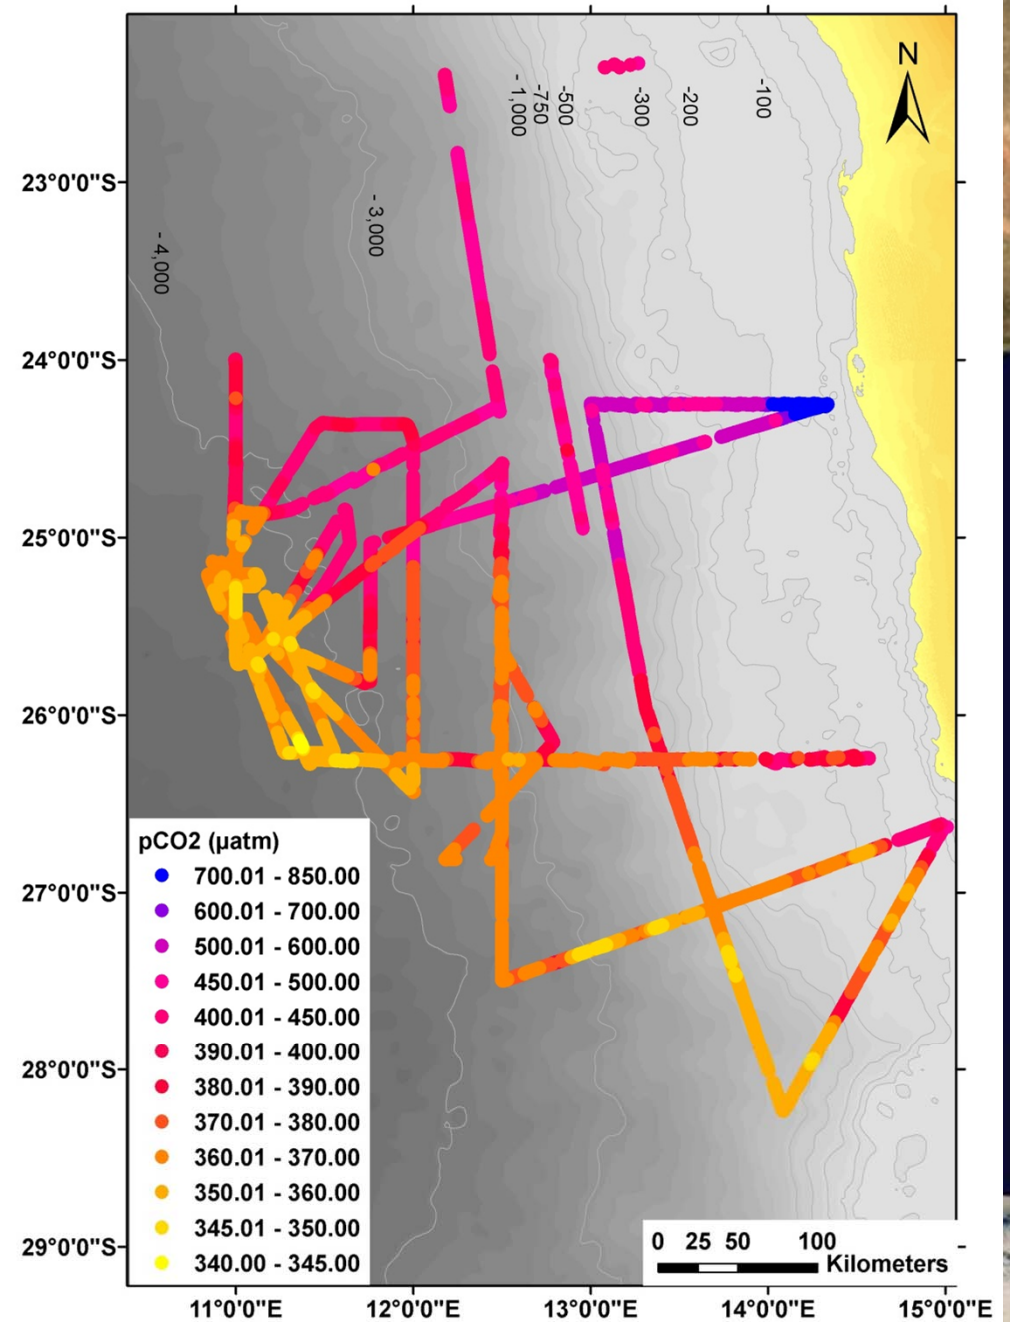 N
-1,000
-750
-500
-300
-200
-100
-3,000
-4,000
23°0'0"S
24°0'0"S
25°0'0"S
26°0'0"S
27°0'0"S
28°0'0"S
29°0'0"S
pCO2 (µatm)
700.01 - 850.00
600.01 - 700.00
500.01 - 600.00
450.01 - 500.00
400.01 - 450.00
390.01 - 400.00
380.01 - 390.00
370.01 - 380.00
360.01 - 370.00
350.01 - 360.00
345.01 - 350.00
340.00 - 345.00
0 25 50 100
Kilometers
11°0'0"E 12°0'0"E 13°0'0"E 14°0'0"E 15°0'0"E